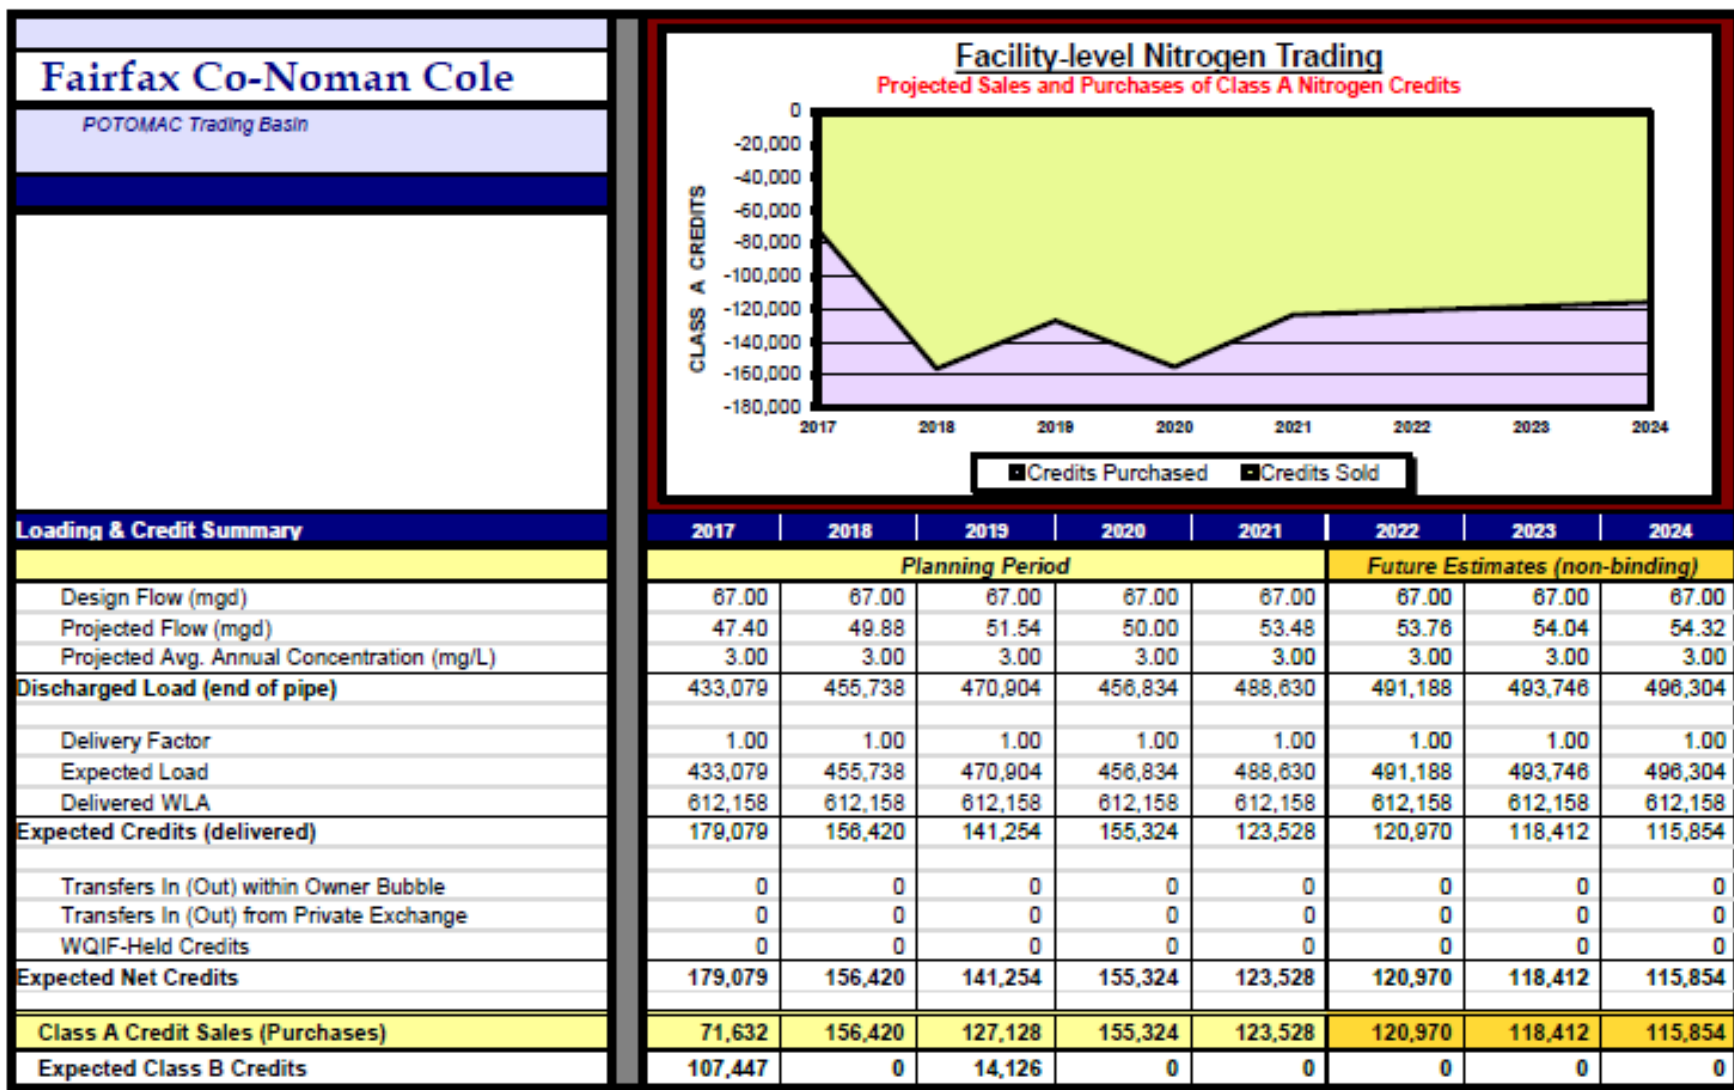 Fairfax Co-Noman Cole
POTOMAC Trading Basin
Facility-level Nitrogen Trading
Projected Sales and Purchases of Class A Nitrogen Credits
CLASS A CREDITS
0
-20,000
-40,000
-60,000
-80,000
-100,000
-120,000
-140,000
-160,000
-180,000
2017 2018 2019 2020 2021 2022 2023 2024
Credits Purchased Credits Sold
Loading & Credit Summary 2017 2018 2019 2020 2021 2022 2023 2024
Planning Period Future Estimates (non-binding)
Design Flow (mgd) 67.00 67.00 67.00 67.00 67.00 67.00 67.00 67.00
Projected Flow (mgd) 47.40 49.88 51.54 50.00 53.48 53.76 54.04 54.32
Projected Avg. Annual Concentration (mg/L) 3.00 3.00 3.00 3.00 3.00 3.00 3.00 3.00
Discharged Load (end of pipe) 433,079 455,738 470,904 456,834 488,630 491,188 493,746 496,304
Delivery Factor 1.00 1.00 1.00 1.00 1.00 1.00 1.00 1.00
Expected Load 433,079 455,738 470,904 456,834 488,630 491,188 493,746 496,304
Delivered WLA 612,158 612,158 612,158 612,158 612,158 612,158 612,158 612,158
Expected Credits (delivered) 179,079 156,420 141,254 155,324 123,528 120,970 118,412 115,854
Transfers In (Out) within Owner Bubble 0 0 0 0 0 0 0 0
Transfers In (Out) from Private Exchange 0 0 0 0 0 0 0 0
WQIF-Held Credits 0 0 0 0 0 0 0 0
Expected Net Credits 179,079 156,420 141,254 155,324 123,528 120,970 118,412 115,854
Class A Credit Sales (Purchases) 71,632 156,420 127,128 155,324 123,528 120,970 118,412 115,854
Expected Class B Credits 107,447 0 14,126 0 0 0 0 0